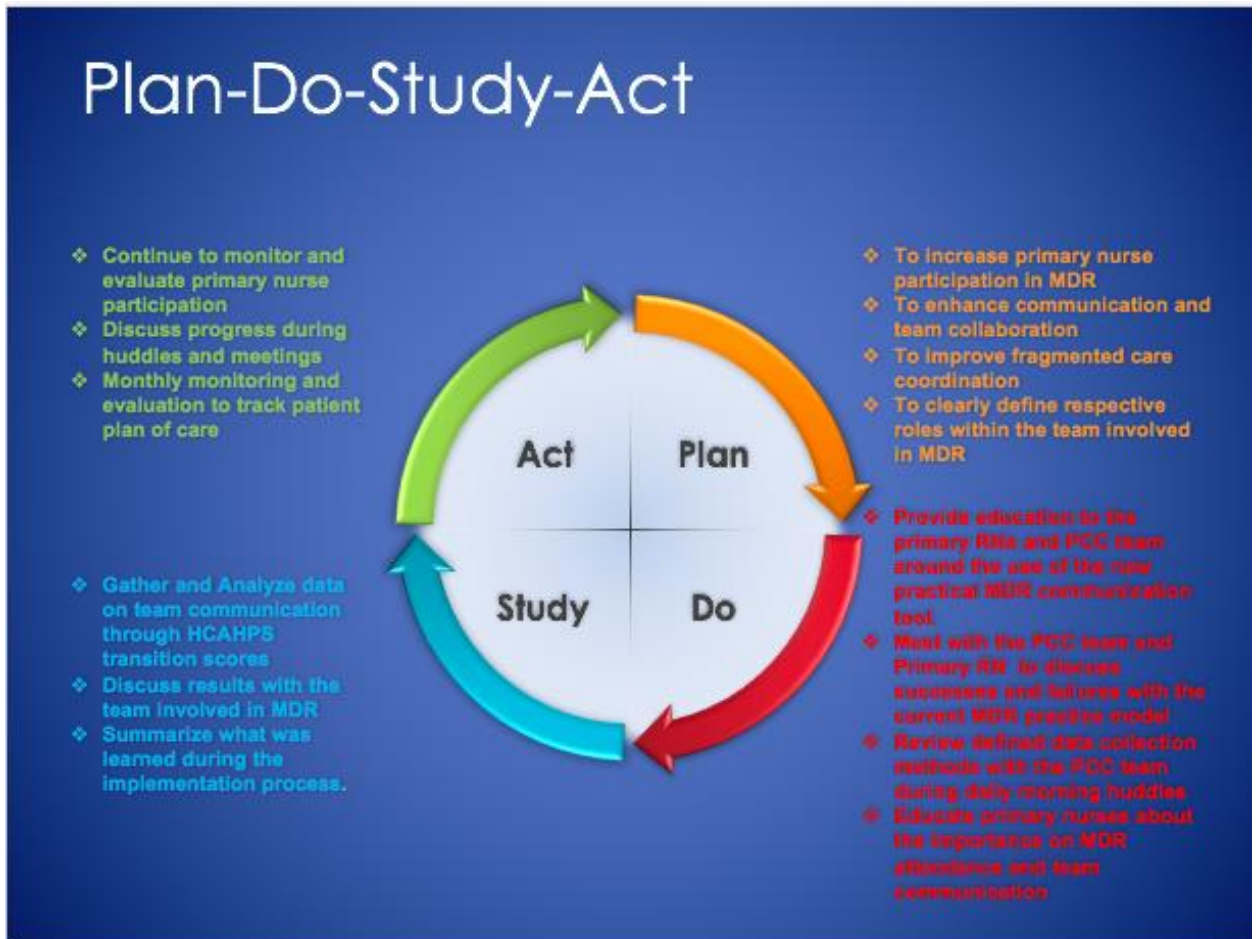 Plan-Do-Study-Act
❖ Continue to monitor and
evaluate primary nurse
participation
❖ Discuss progress during
huddles and meetings
❖ Monthly monitoring and
evaluation to track patient
plan of care
❖ To increase primary nurse
participation in MDR
❖ To enhance communication and
team collaboration
❖ To improve fragmented care
coordination
❖ To clearly define respective
roles within the team involved
in MDR
Act
Plan
Study
Do
❖ Gather and Analyze data
on team communication
through HCAHPS
transition scores
❖ Discuss results with the
team involved in MDR
❖ Summarize what was
learned during the
implementation process.
❖ Provide education to the
primary RNs and PCC team
around the use of the new
practical MDR communication
tool.
❖ Meet with the PCC team and
Primary RN to discuss
successes and failures with the
current MDR practice model
❖ Review defined data collection
methods with the PCC team
during daily morning huddles
❖ Educate primary nurses about
the importance on MDR
attendance and team
communication